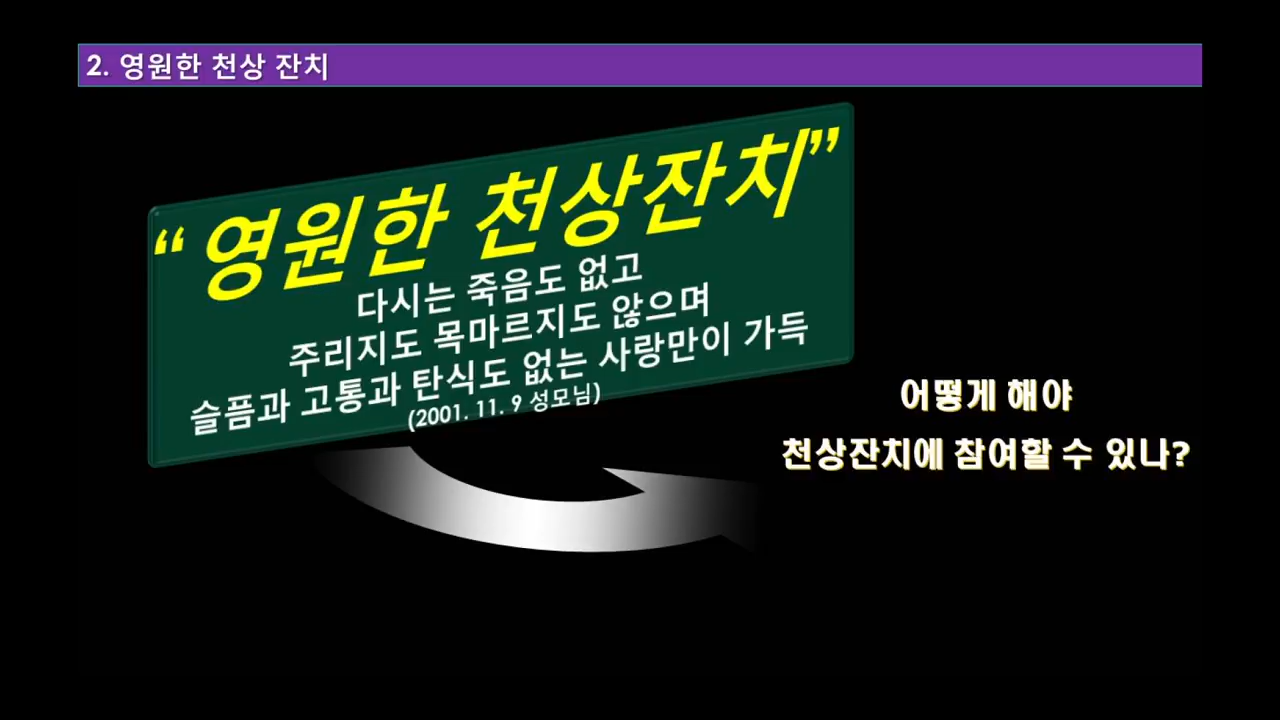 2. 영원한 천상 잔치
“ 영원한 천상잔치”
다시는 죽음도 없고
주리지도 목마르지도 않으며
슬픔과 고통과 탄식도 없는 사랑만이 가득
(2001. 11. 9 성모님)
어떻게 해야
천상잔치에 참여할 수 있나?